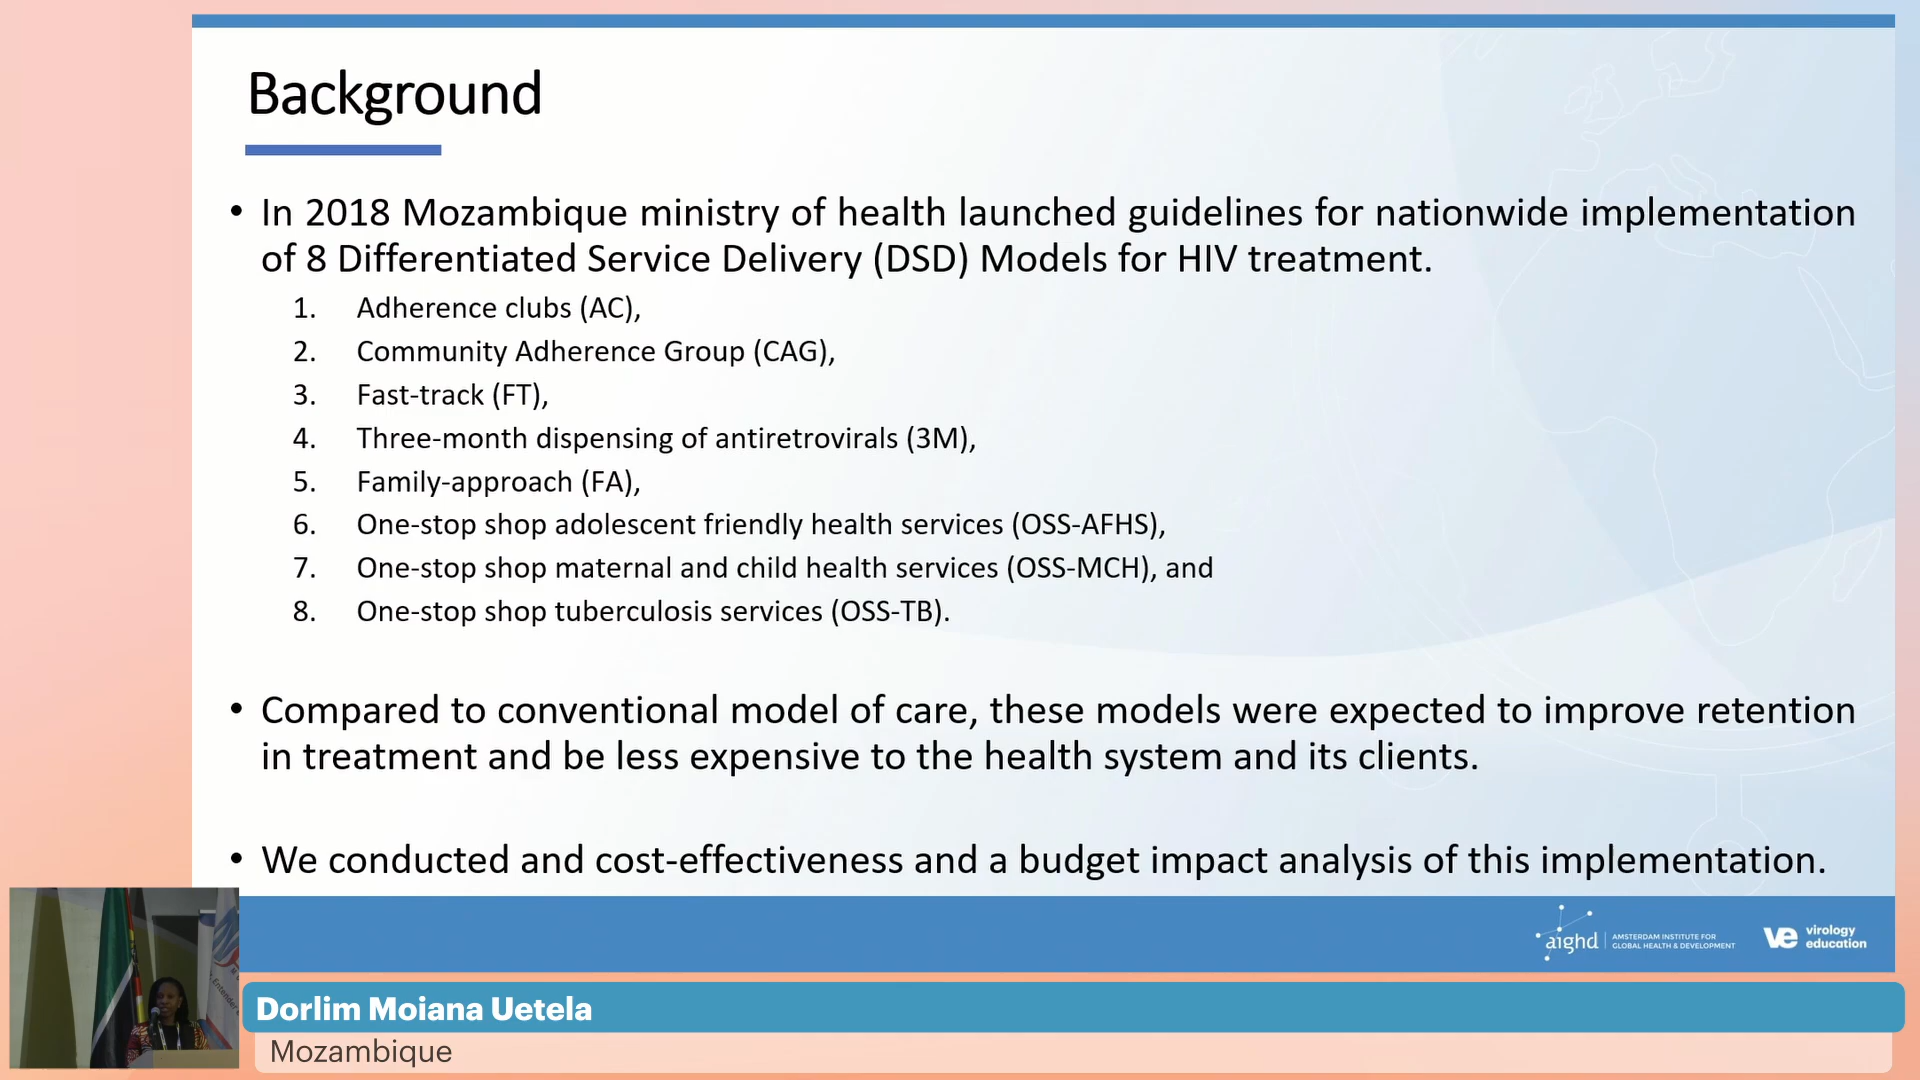 Background
• In 2018 Mozambique ministry of health launched guidelines for nationwide implementation
of 8 Differentiated Service Delivery (DSD) Models for HIV treatment.
1. Adherence clubs (AC),
2. Community Adherence Group (CAG),
3. Fast-track (FT),
4. Three-month dispensing of antiretrovirals (3M),
5. Family-approach (FA),
6. One-stop shop adolescent friendly health services (OSS-AFHS),
7. One-stop shop maternal and child health services (OSS-MCH), and
8. One-stop shop tuberculosis services (OSS-TB).
• Compared to conventional model of care, these models were expected to improve retention
in treatment and be less expensive to the health system and its clients.
• We conducted and cost-effectiveness and a budget impact analysis of this implementation.
aighd
AMSTERDAM INSTITUTE FOR
GLOBAL HEALTH & DEVELOPMENT
ve virology
education
Dorlim Moiana Uetela
Mozambique